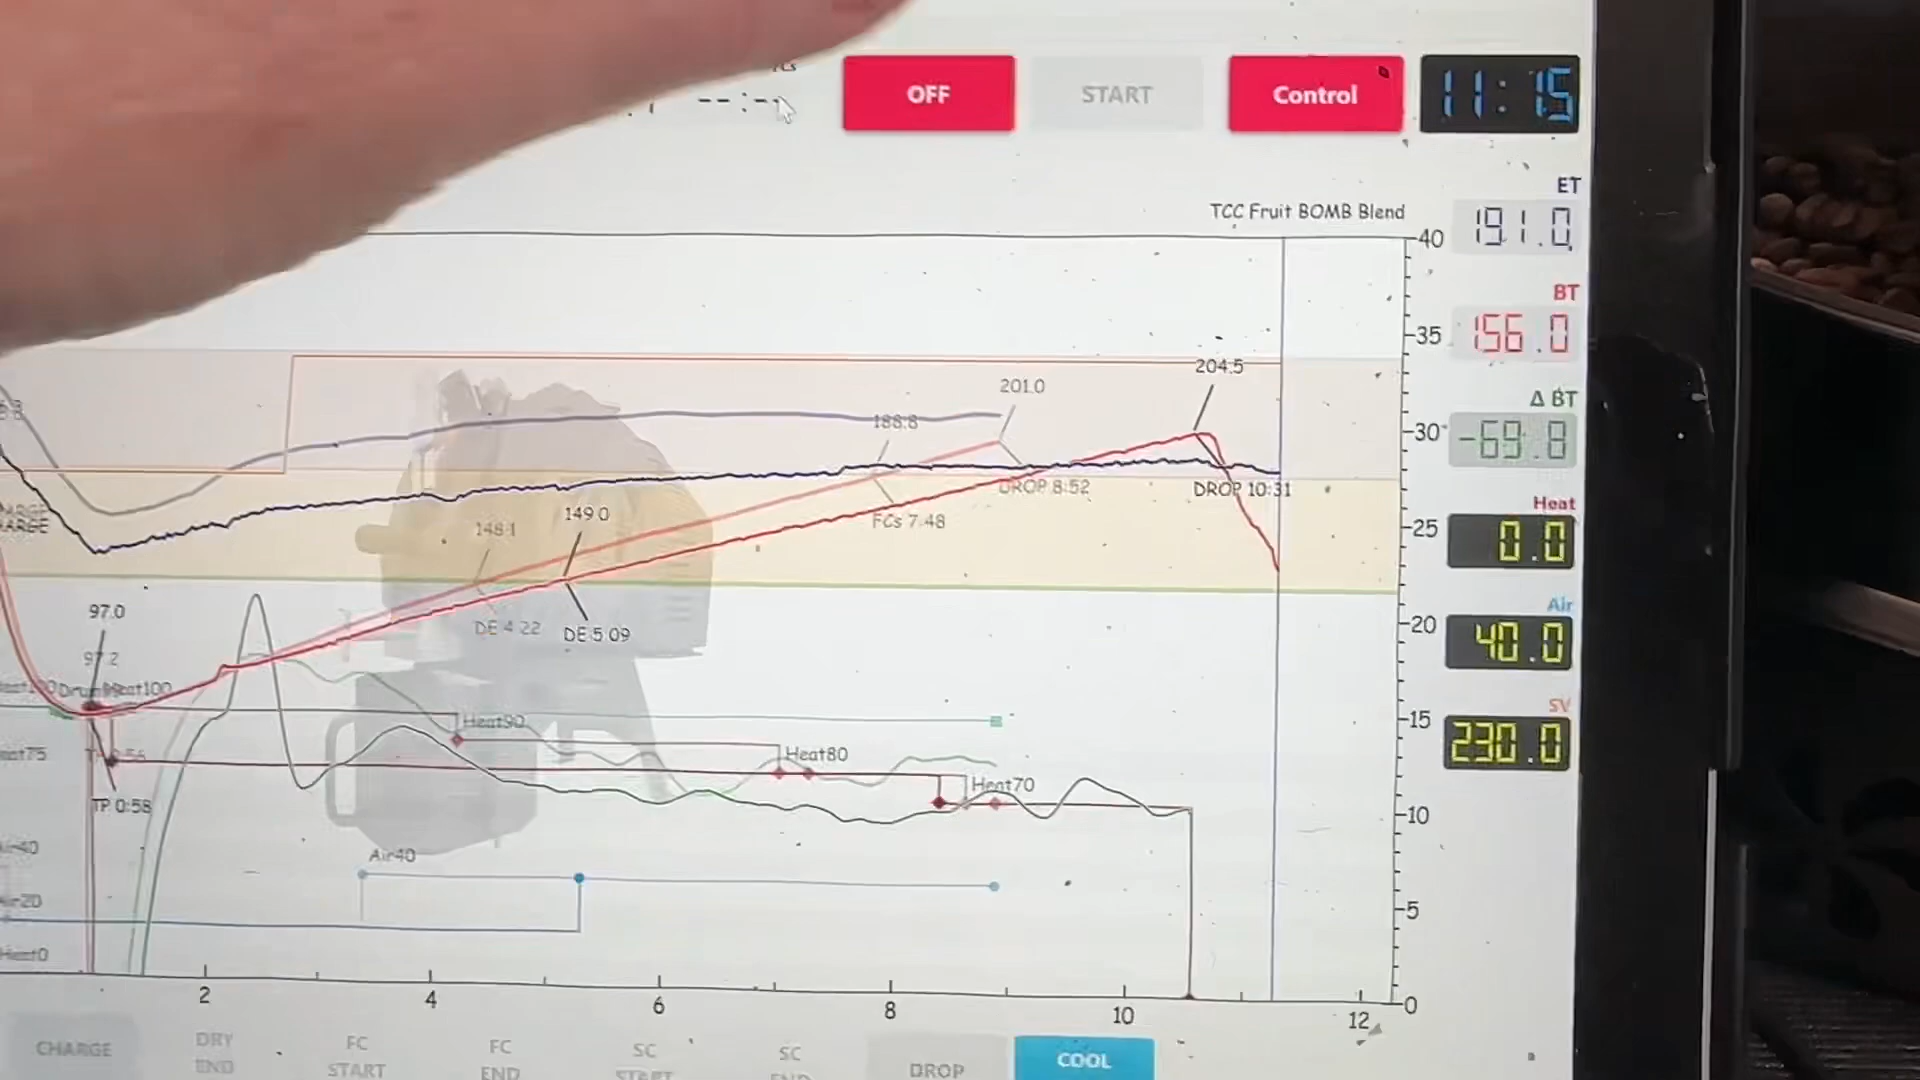 --:--
OFF
START
Control
11:15
TCC Fruit BOMB Blend
ET
191.0
BT
156.0
Δ BT
-69.8
Heat
0.0
Air
40.0
SV
230.0
40
35
30
25
20
15
10
5
0
204.5
201.0
188.8
DROP 8:52
DROP 10:31
FCs 7:48
149.0
148.1
DE 4:22
DE 5:09
97.0
97.2
Heat100
Heat90
Heat80
Heat70
TP 0:58
Air40
Heat0
2
4
6
8
10
12
CHARGE
DRY END
FC START
FC END
SC START
SC END
DROP
COOL